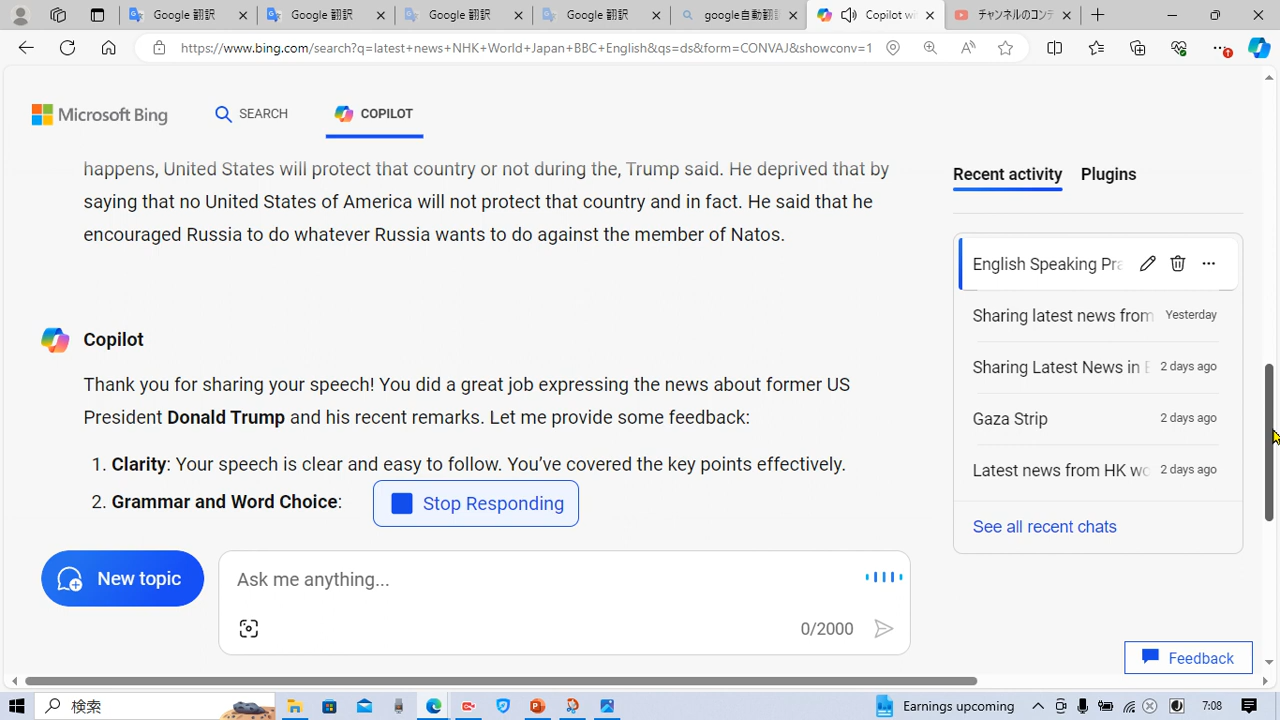 Google 翻訳
Google 翻訳
Google 翻訳
Google 翻訳
google自動翻訳
Copilot wi
チャンネルのコンテ
https://www.bing.com/search?q=latest+news+NHK+World+Japan+BBC+English&qs=ds&form=CONVAJ&showconv=1
Microsoft Bing
SEARCH
COPILOT
happens, United States will protect that country or not during the, Trump said. He deprived that by
saying that no United States of America will not protect that country and in fact. He said that he
encouraged Russia to do whatever Russia wants to do against the member of Natos.
Copilot
Thank you for sharing your speech! You did a great job expressing the news about former US
President Donald Trump and his recent remarks. Let me provide some feedback:
1. Clarity: Your speech is clear and easy to follow. You've covered the key points effectively.
2. Grammar and Word Choice:
Stop Responding
New topic
Ask me anything...
0/2000
Recent activity
Plugins
English Speaking Pra
Sharing latest news from Yesterday
Sharing Latest News in E 2 days ago
Gaza Strip 2 days ago
Latest news from HK wo 2 days ago
See all recent chats
Feedback
検索
Earnings upcoming
7:08